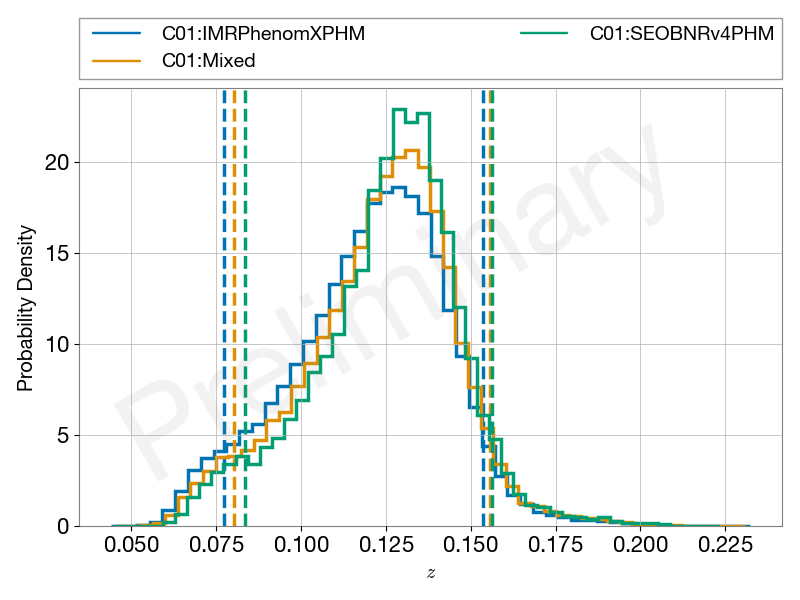 C01:IMRPhenomXPHM
C01:Mixed
C01:SEOBNRv4PHM
Preliminary
Probability Density
20
15
10
5
0
0.050 0.075 0.100 0.125 0.150 0.175 0.200 0.225
z